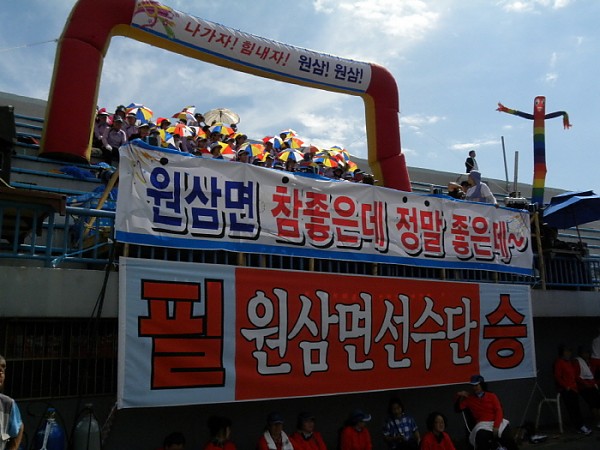 나가자! 힘내자! 원삼! 원삼!
원삼면 참좋은데 정말 좋은데~
필 원삼면선수단 승